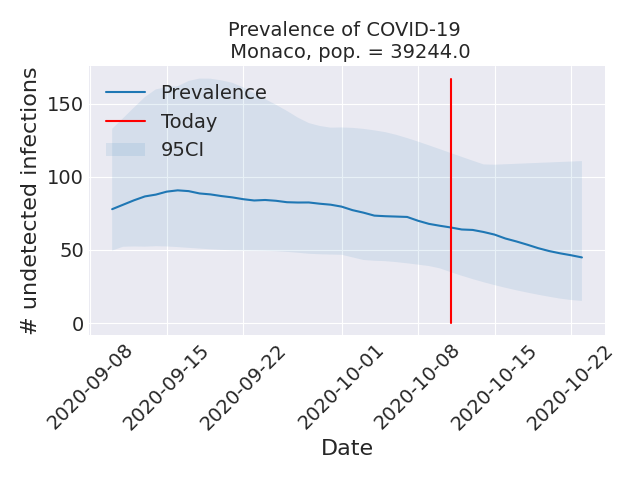 Prevalence of COVID-19
Monaco, pop. = 39244.0
# undetected infections
150
100
50
0
Prevalence
Today
95CI
2020-09-08
2020-09-15
2020-09-22
2020-10-01
2020-10-08
2020-10-15
2020-10-22
Date